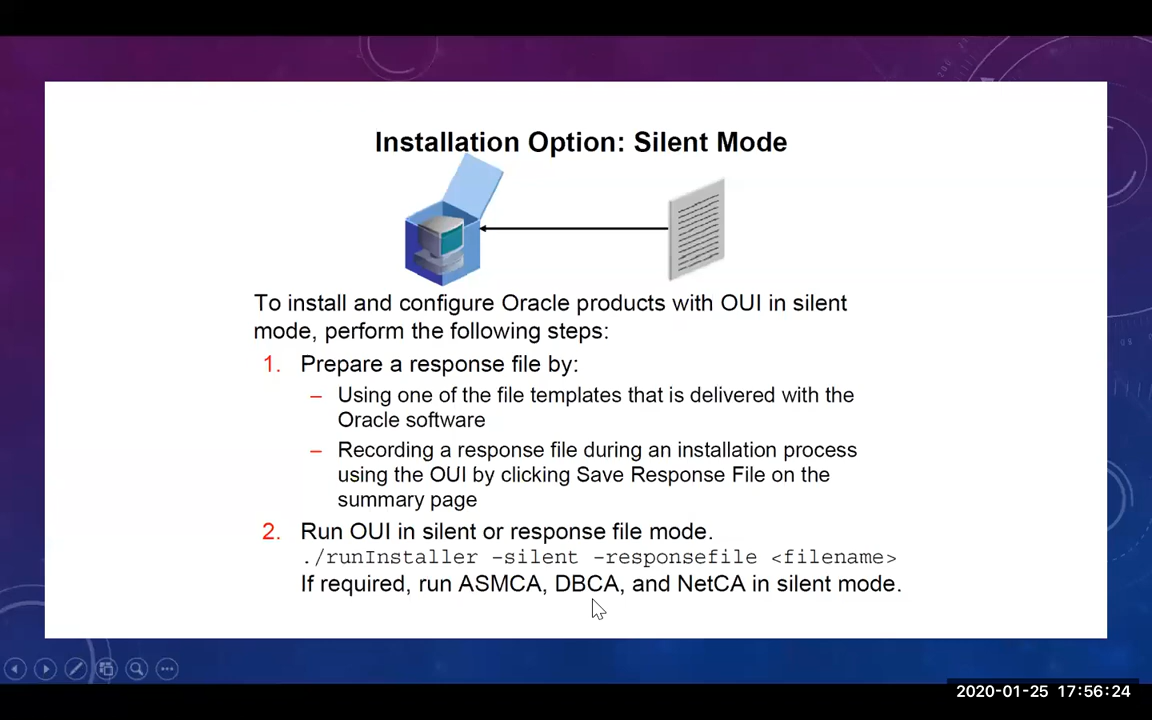 Installation Option: Silent Mode
To install and configure Oracle products with OUI in silent
mode, perform the following steps:
1. Prepare a response file by:
– Using one of the file templates that is delivered with the
Oracle software
– Recording a response file during an installation process
using the OUI by clicking Save Response File on the
summary page
2. Run OUI in silent or response file mode.
./runInstaller –silent –responsefile <filename>
If required, run ASMCA, DBCA, and NetCA in silent mode.
2020-01-25 17:56:24